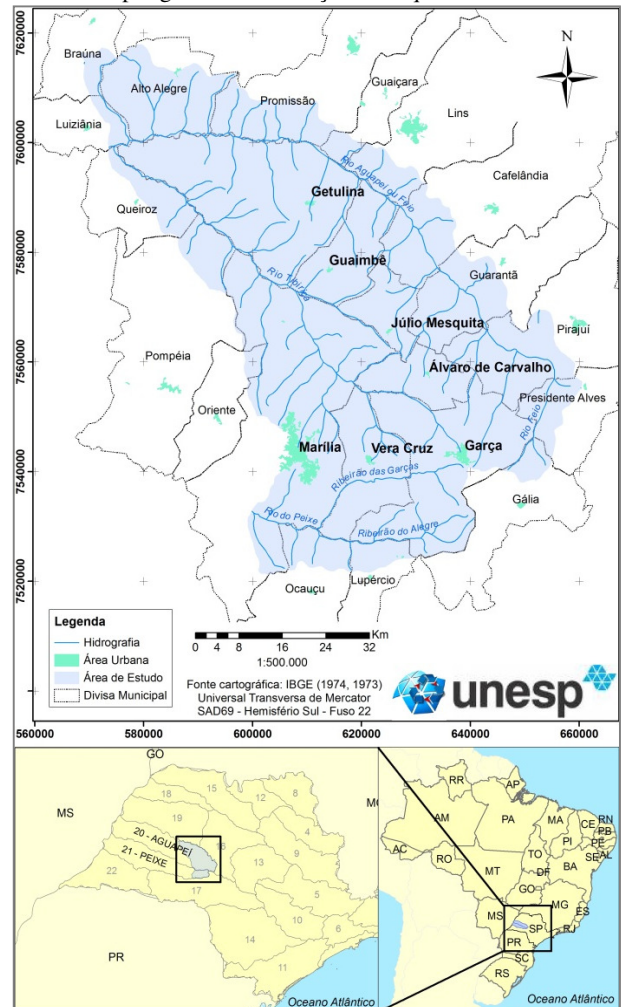 7620000
Braúna
Guaiçara
Alto Alegre
Promissão
Lins
Luiziânia
7600000
Rio Aguapeí ou Feio
Cafelândia
Getulina
Queiroz
7580000
Guaimbê
Guarantã
Rio Tibiriçá
Júlio Mesquita
Pirajuí
7560000
Pompéia
Álvaro de Carvalho
Presidente Alves
Oriente
Rio Feio
Marília
Vera Cruz
Garça
7540000
Ribeirão das Garças
Gália
Rio do Peixe
Ribeirão do Alegre
7520000
Ocauçu
Lupércio
Legenda
Hidrografia
Área Urbana
Área de Estudo
Divisa Municipal
0 4 8 16 24 32 Km
1:500.000
Fonte cartográfica: IBGE (1974, 1973)
Universal Transversa de Mercator
SAD69 - Hemisfério Sul - Fuso 22
unesp
560000 580000 600000 620000 640000 660000
GO
MS
18
15
12
8
19
4
20 - AGUAPEÍ
16
13
9
21 - PEIXE
22
17
5
10
6
14
PR
11
Oceano Atlântico
RR
AP
AM
PA
MA
CE
RN
PB
PI
PE
AC
TO
SE
AL
RO
BA
MT
DF
GO
MG
MS
ES
SP
RJ
PR
SC
RS
Oceano Atlântico